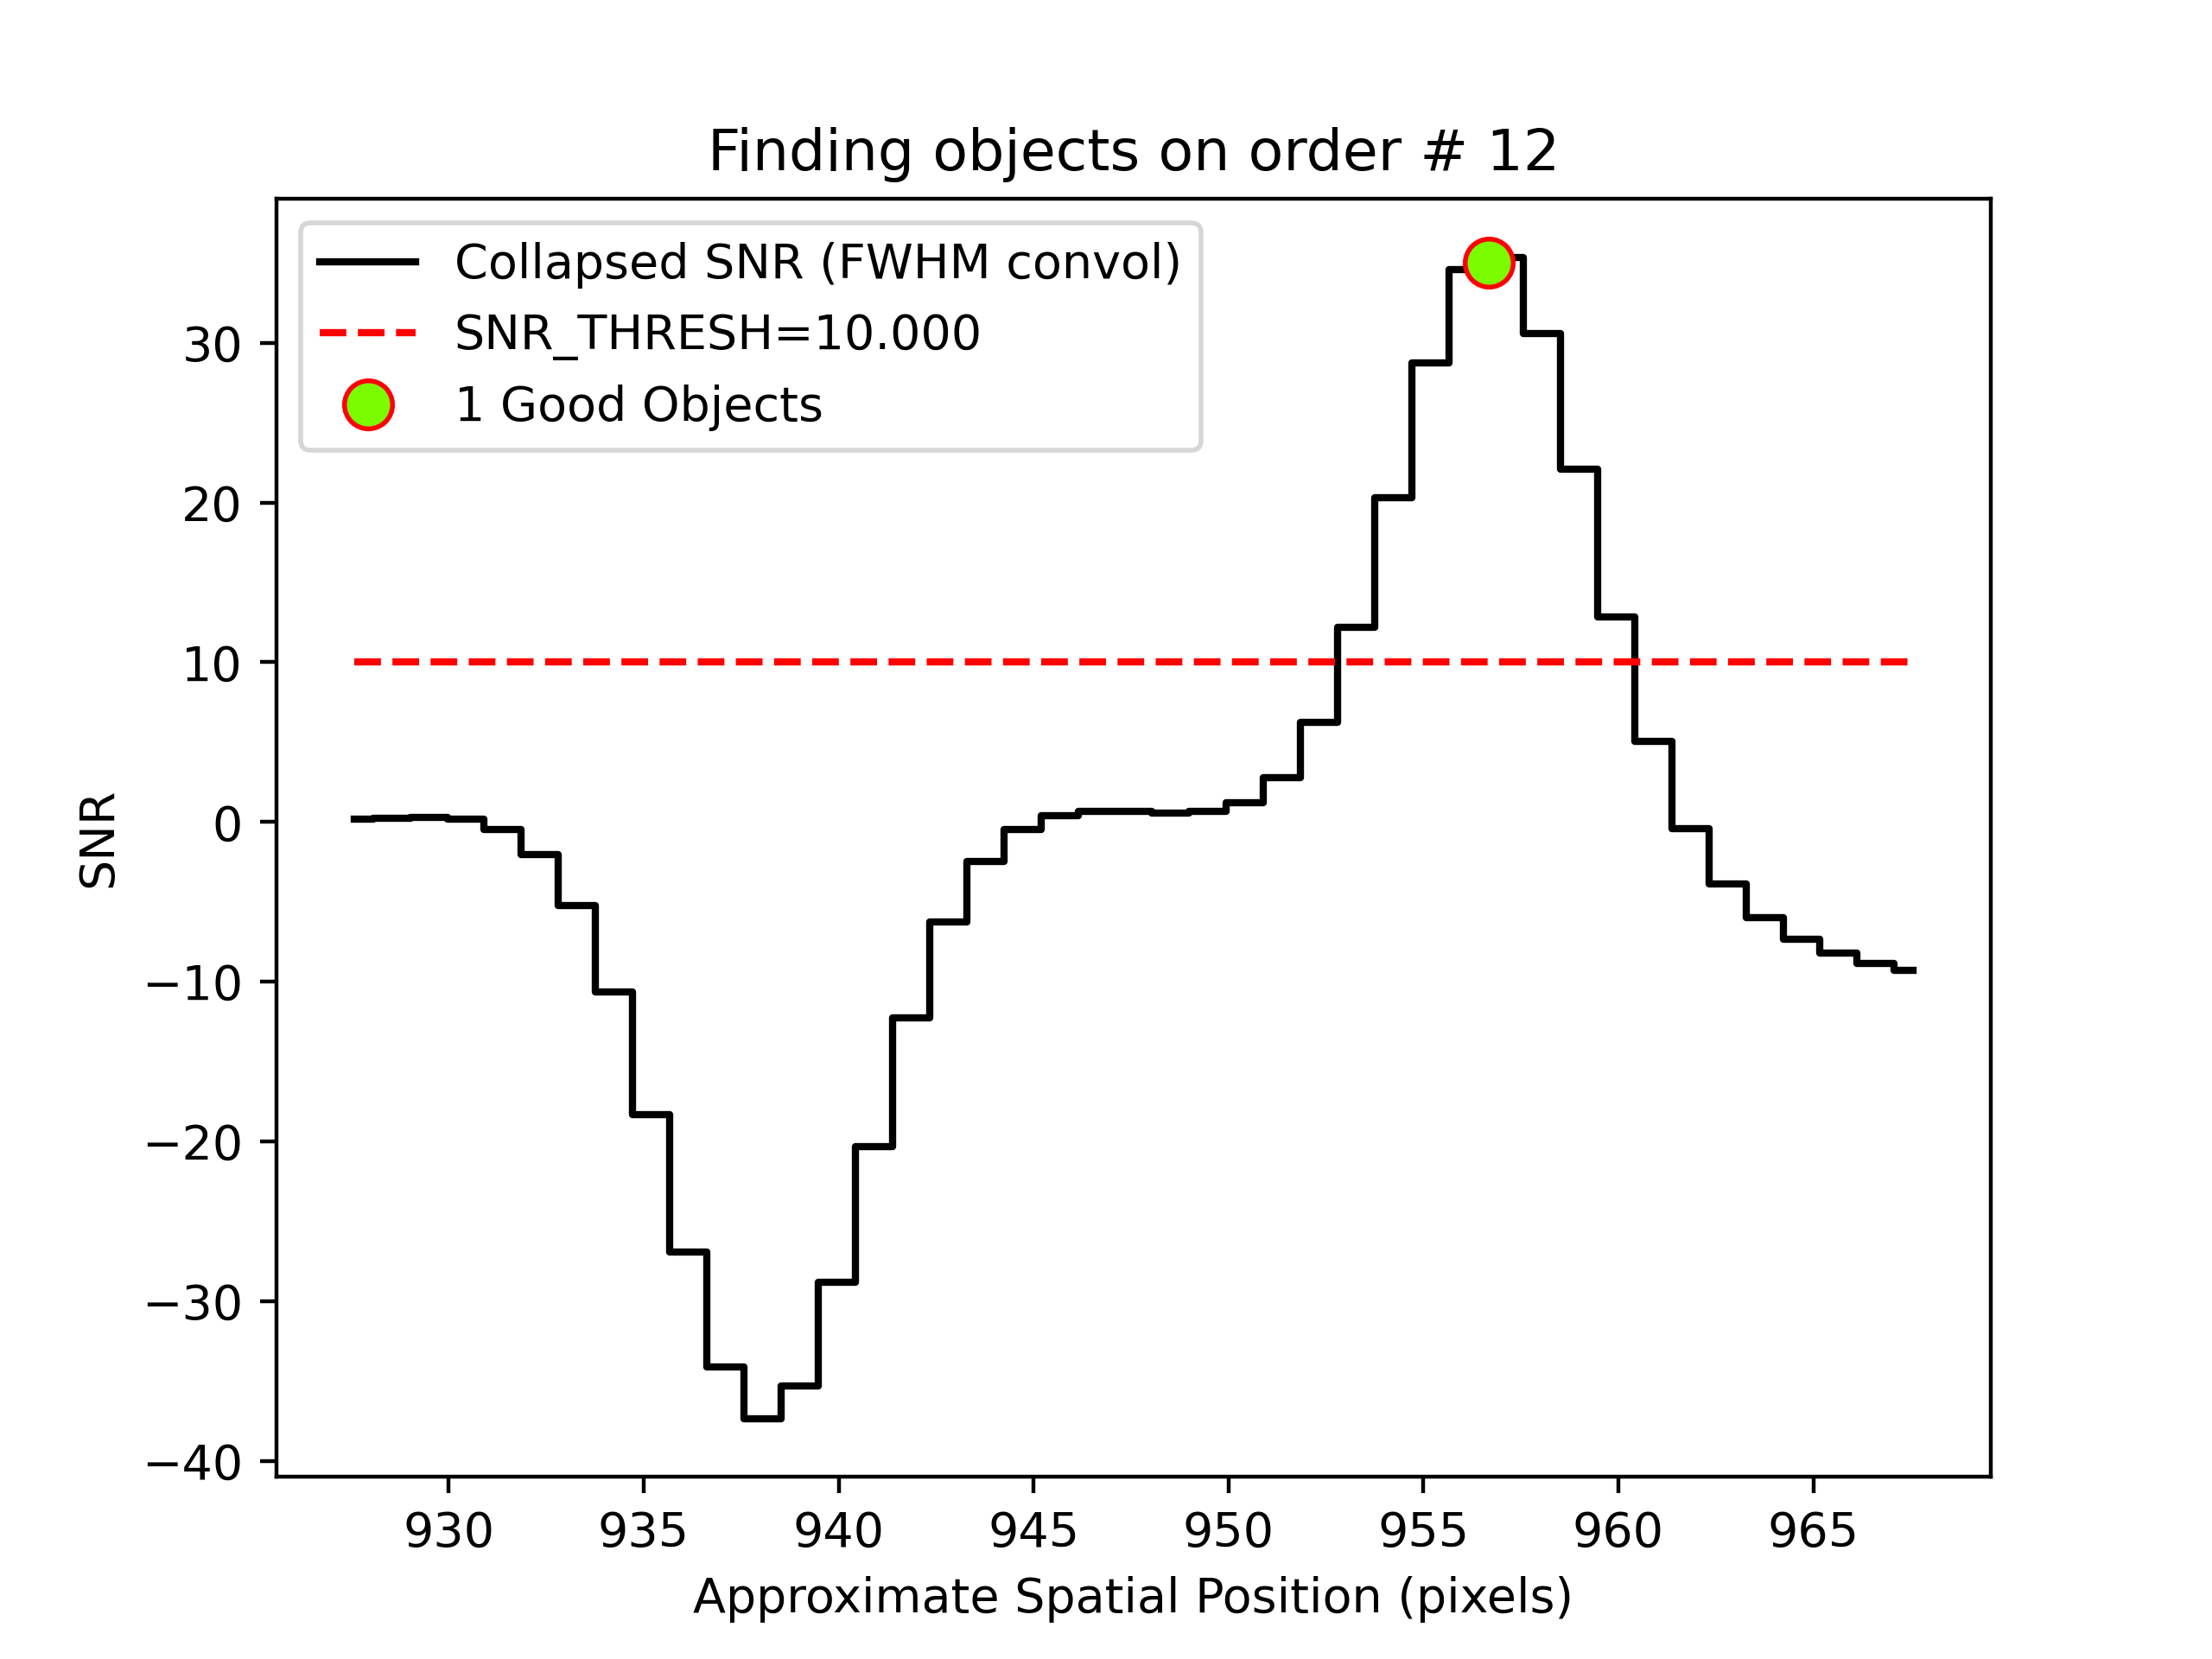 Finding objects on order # 12
Collapsed SNR (FWHM convol)
SNR_THRESH=10.000
1 Good Objects
30
20
10
0
−10
−20
−30
−40
SNR
930 935 940 945 950 955 960 965
Approximate Spatial Position (pixels)